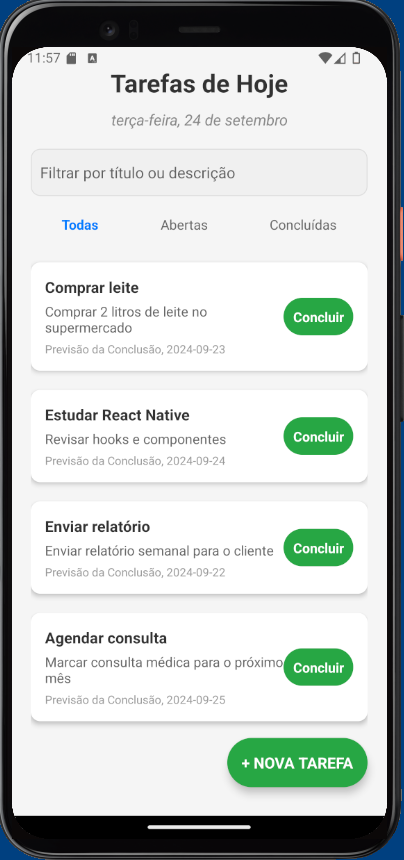 11:57
Tarefas de Hoje
terça-feira, 24 de setembro
Filtrar por título ou descrição
Todas Abertas Concluídas
Comprar leite
Comprar 2 litros de leite no
supermercado
Concluir
Previsão da Conclusão, 2024-09-23
Estudar React Native
Revisar hooks e componentes
Concluir
Previsão da Conclusão, 2024-09-24
Enviar relatório
Enviar relatório semanal para o cliente
Concluir
Previsão da Conclusão, 2024-09-22
Agendar consulta
Marcar consulta médica para o próximo
mês
Concluir
Previsão da Conclusão, 2024-09-25
+ NOVA TAREFA